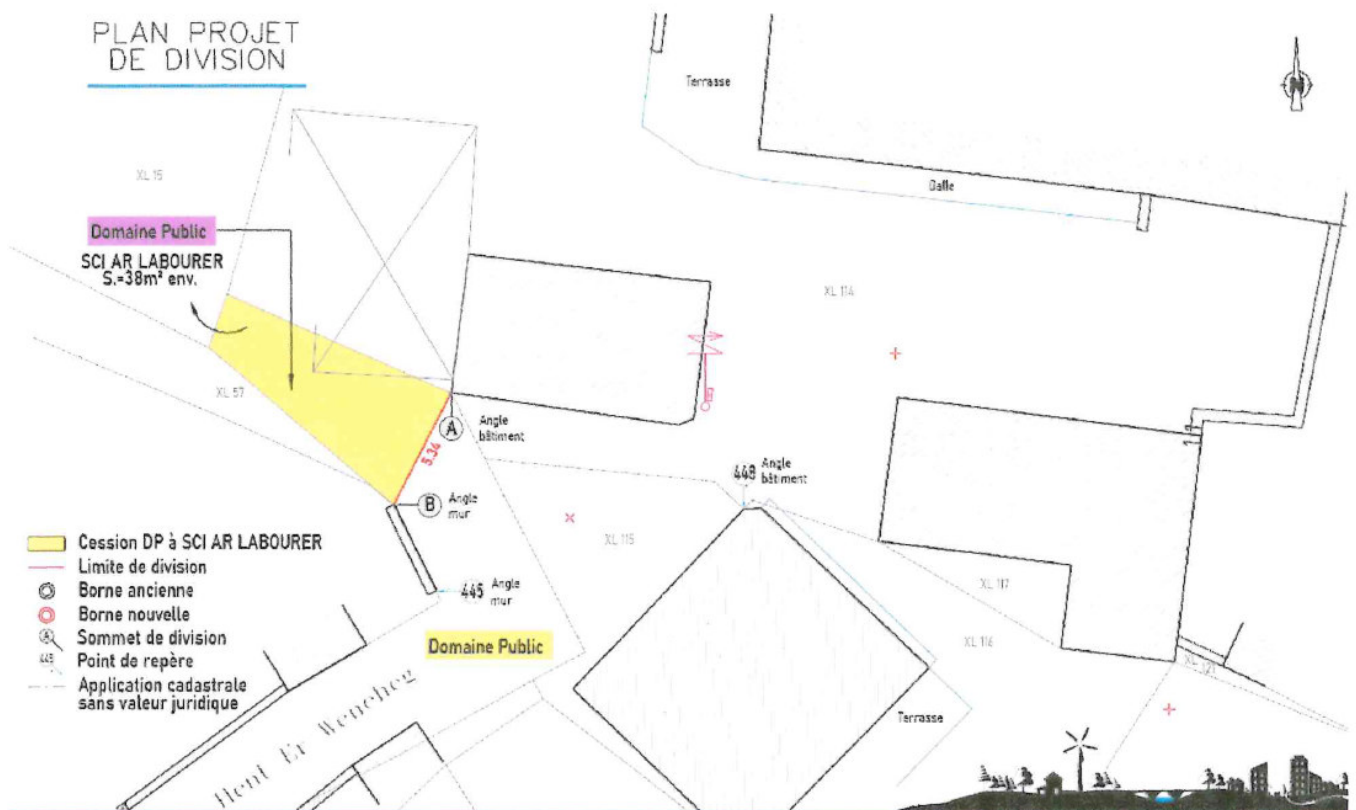 PLAN PROJET
DE DIVISION
Terrasse
N
XL 15
Dalle
Domaine Public
SCI AR LABOURER
S.=38m² env.
XL 114
XL 57
A
Angle
bâtiment
5.34
448
Angle
bâtiment
B
Angle
mur
XL 115
Cession DP à SCI AR LABOURER
Limite de division
Borne ancienne
Borne nouvelle
A
Sommet de division
448
Point de repère
Application cadastrale
sans valeur juridique
445
Angle
mur
XL 117
XL 116
XL 121
Domaine Public
Hent Er Wencheg
Terrasse